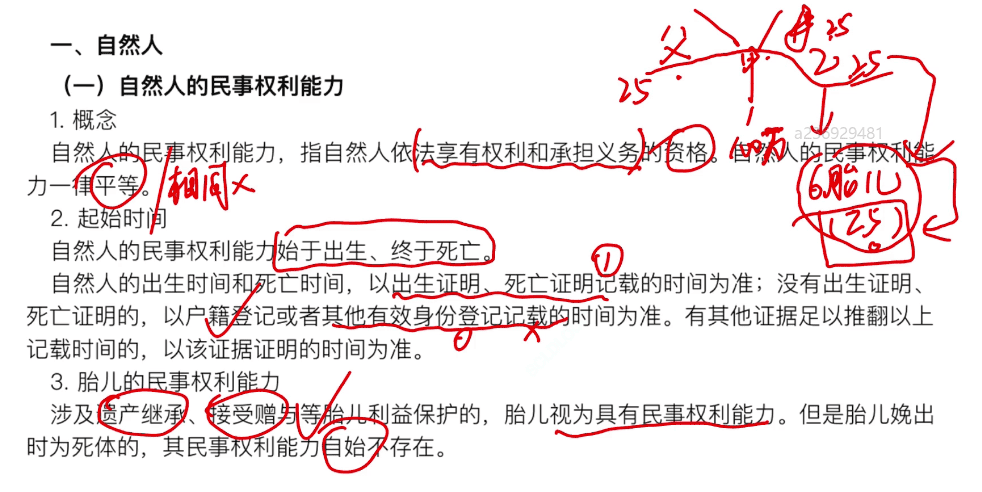 父 母 25
25 甲 乙 25
一、自然人
（一）自然人的民事权利能力
1. 概念
a236929481
自然人的民事权利能力，指自然人依法享有权利和承担义务的资格。自然人的民事权利能
100万
力一律平等。 相同×
胎儿
（25）
2. 起始时间
自然人的民事权利能力始于出生、终于死亡。
①
自然人的出生时间和死亡时间，以出生证明、死亡证明记载的时间为准；没有出生证明、
死亡证明的，以户籍登记或者其他有效身份登记记载的时间为准。有其他证据足以推翻以上
记载时间的，以该证据证明的时间为准。
3. 胎儿的民事权利能力
涉及遗产继承、接受赠与等胎儿利益保护的，胎儿视为具有民事权利能力。但是胎儿娩出
时为死体的，其民事权利能力自始不存在。